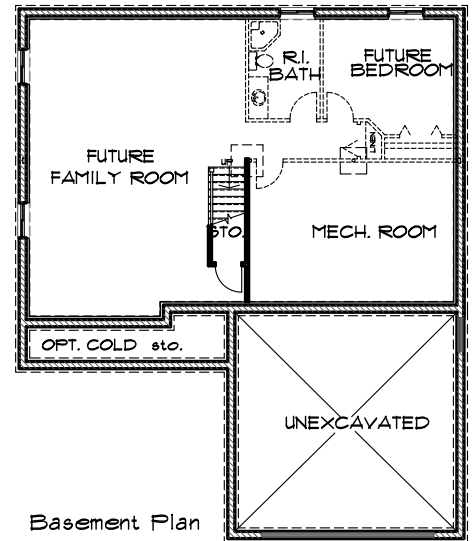 R.I.
BATH
FUTURE
BEDROOM
LINEN
FUTURE
FAMILY ROOM
UP
STO.
MECH. ROOM
OPT. COLD sto.
UNEXCAVATED
Basement Plan